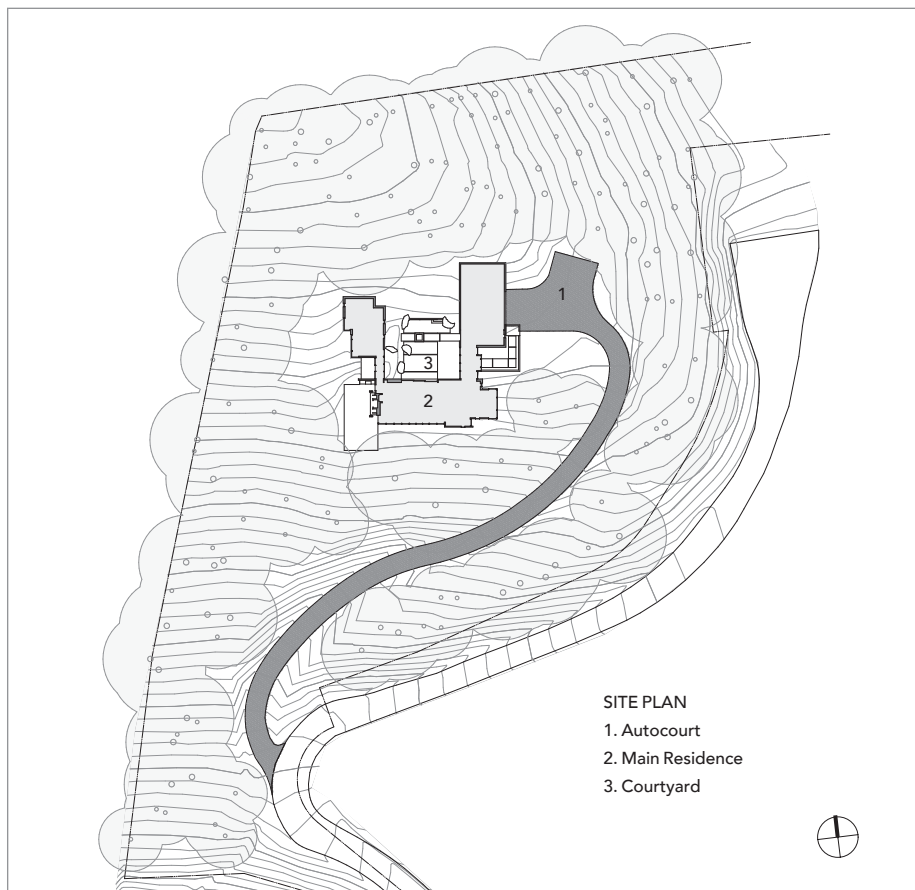 1
3
2
SITE PLAN
1. Autocourt
2. Main Residence
3. Courtyard